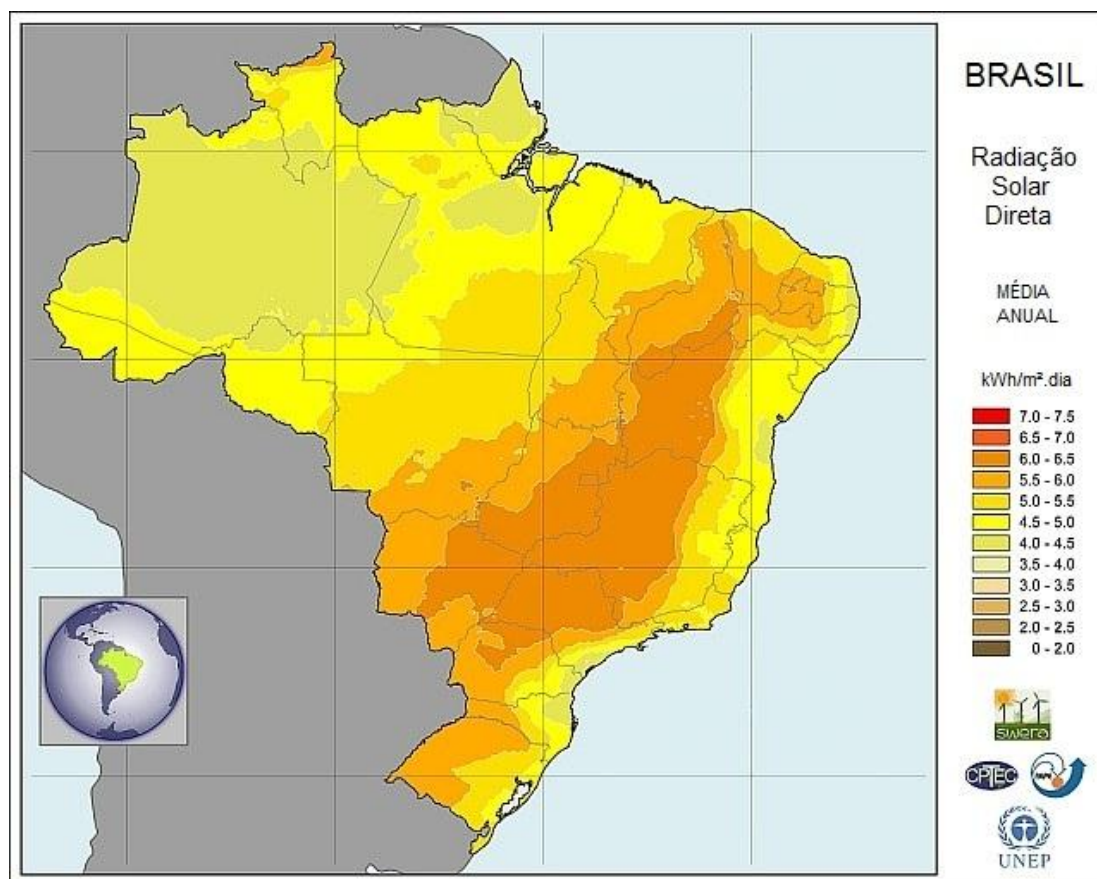 BRASIL
Radiação
Solar
Direta
MÉDIA
ANUAL
kWh/m².dia
7.0 - 7.5
6.5 - 7.0
6.0 - 6.5
5.5 - 6.0
5.0 - 5.5
4.5 - 5.0
4.0 - 4.5
3.5 - 4.0
3.0 - 3.5
2.5 - 3.0
2.0 - 2.5
0 - 2.0
swera
CPTEC
UNEP